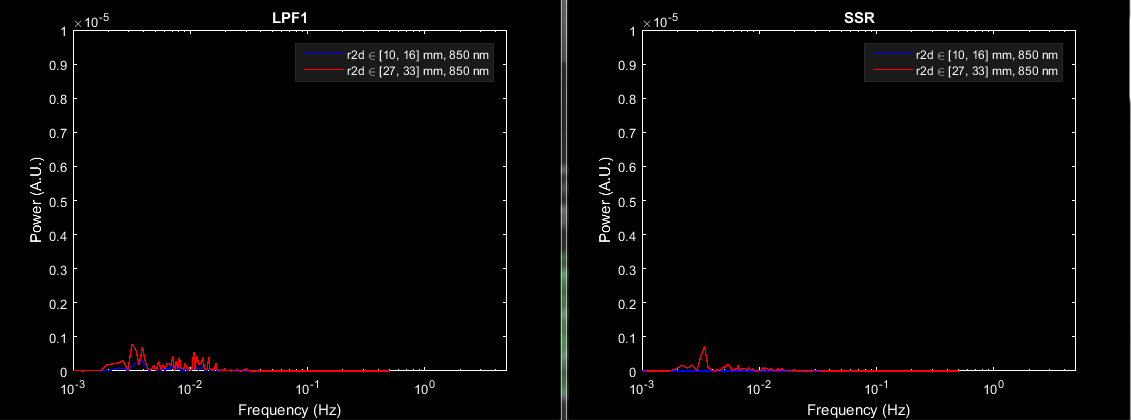 LPF1
×10^-5
1
0.9
0.8
0.7
0.6
0.5
0.4
0.3
0.2
0.1
0
Power (A.U.)
r2d ∈ [10, 16] mm, 850 nm
r2d ∈ [27, 33] mm, 850 nm
10^-3 10^-2 10^-1 10^0
Frequency (Hz)
SSR
×10^-5
1
0.9
0.8
0.7
0.6
0.5
0.4
0.3
0.2
0.1
0
Power (A.U.)
r2d ∈ [10, 16] mm, 850 nm
r2d ∈ [27, 33] mm, 850 nm
10^-3 10^-2 10^-1 10^0
Frequency (Hz)